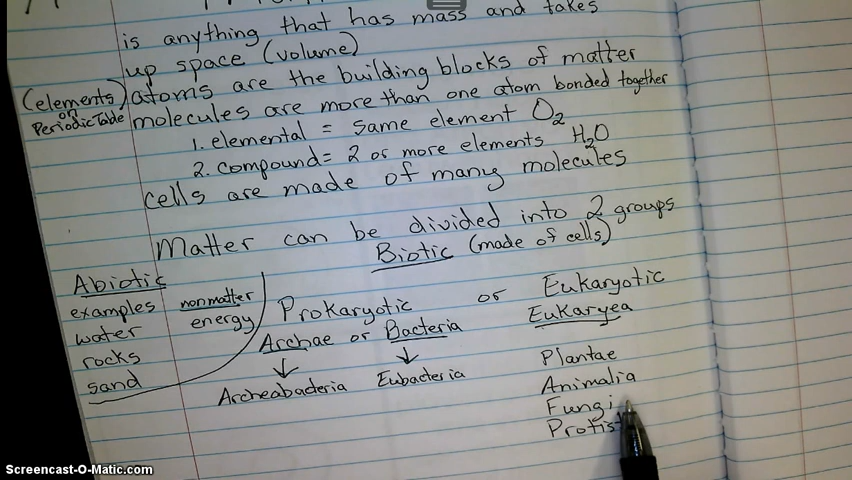 is anything that has mass and takes
up space (volume)
(elements) atoms are the building blocks of matter
on
Periodic Table
molecules are more than one atom bonded together
1. elemental = same element O₂
2. compound = 2 or more elements H₂O
cells are made of many molecules
Matter can be divided into 2 groups
Biotic (made of cells)
Abiotic
examples
water
rocks
sand
nonmatter
energy
Prokaryotic or Eukaryotic
Archae or Bacteria Eukaryea
Archeabacteria Eubacteria
Plantae
Animalia
Fungi
Protist
Screencast-O-Matic.com